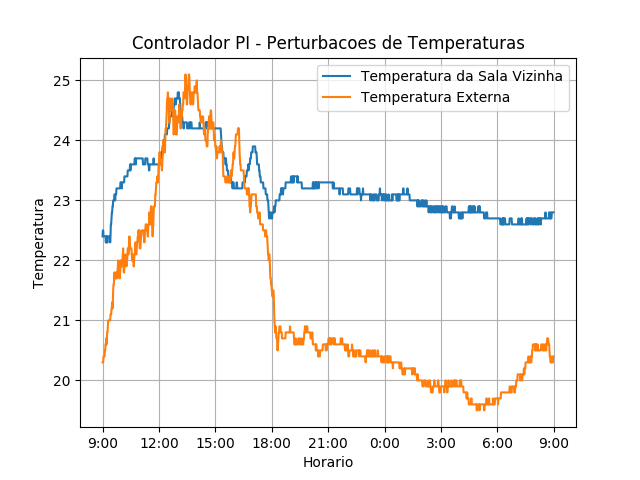 Controlador PI - Perturbacoes de Temperaturas
Temperatura da Sala Vizinha
Temperatura Externa
25
24
23
22
21
20
Temperatura
9:00 12:00 15:00 18:00 21:00 0:00 3:00 6:00 9:00
Horario